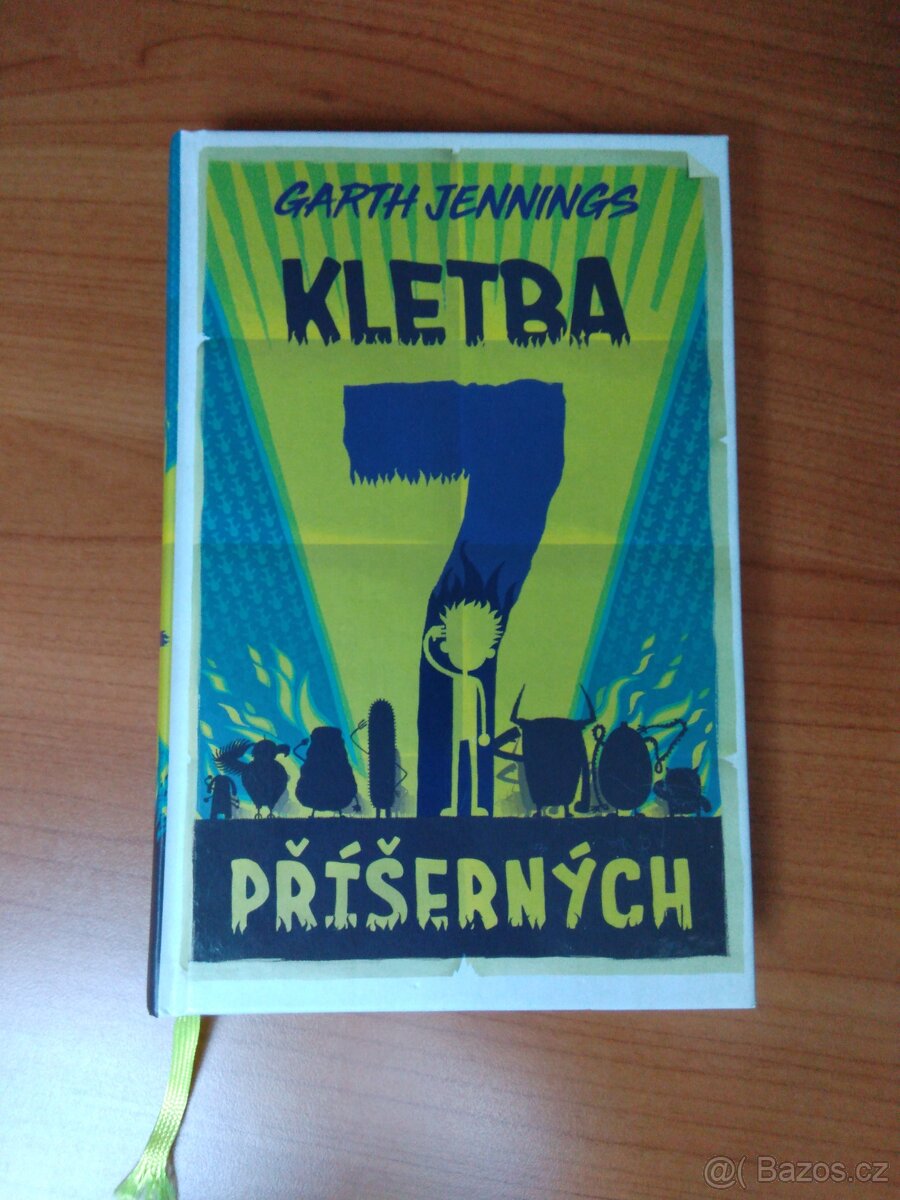 GARTH JENNINGS
KLETBA
7
PŘÍŠERNÝCH
@( Bazos.cz